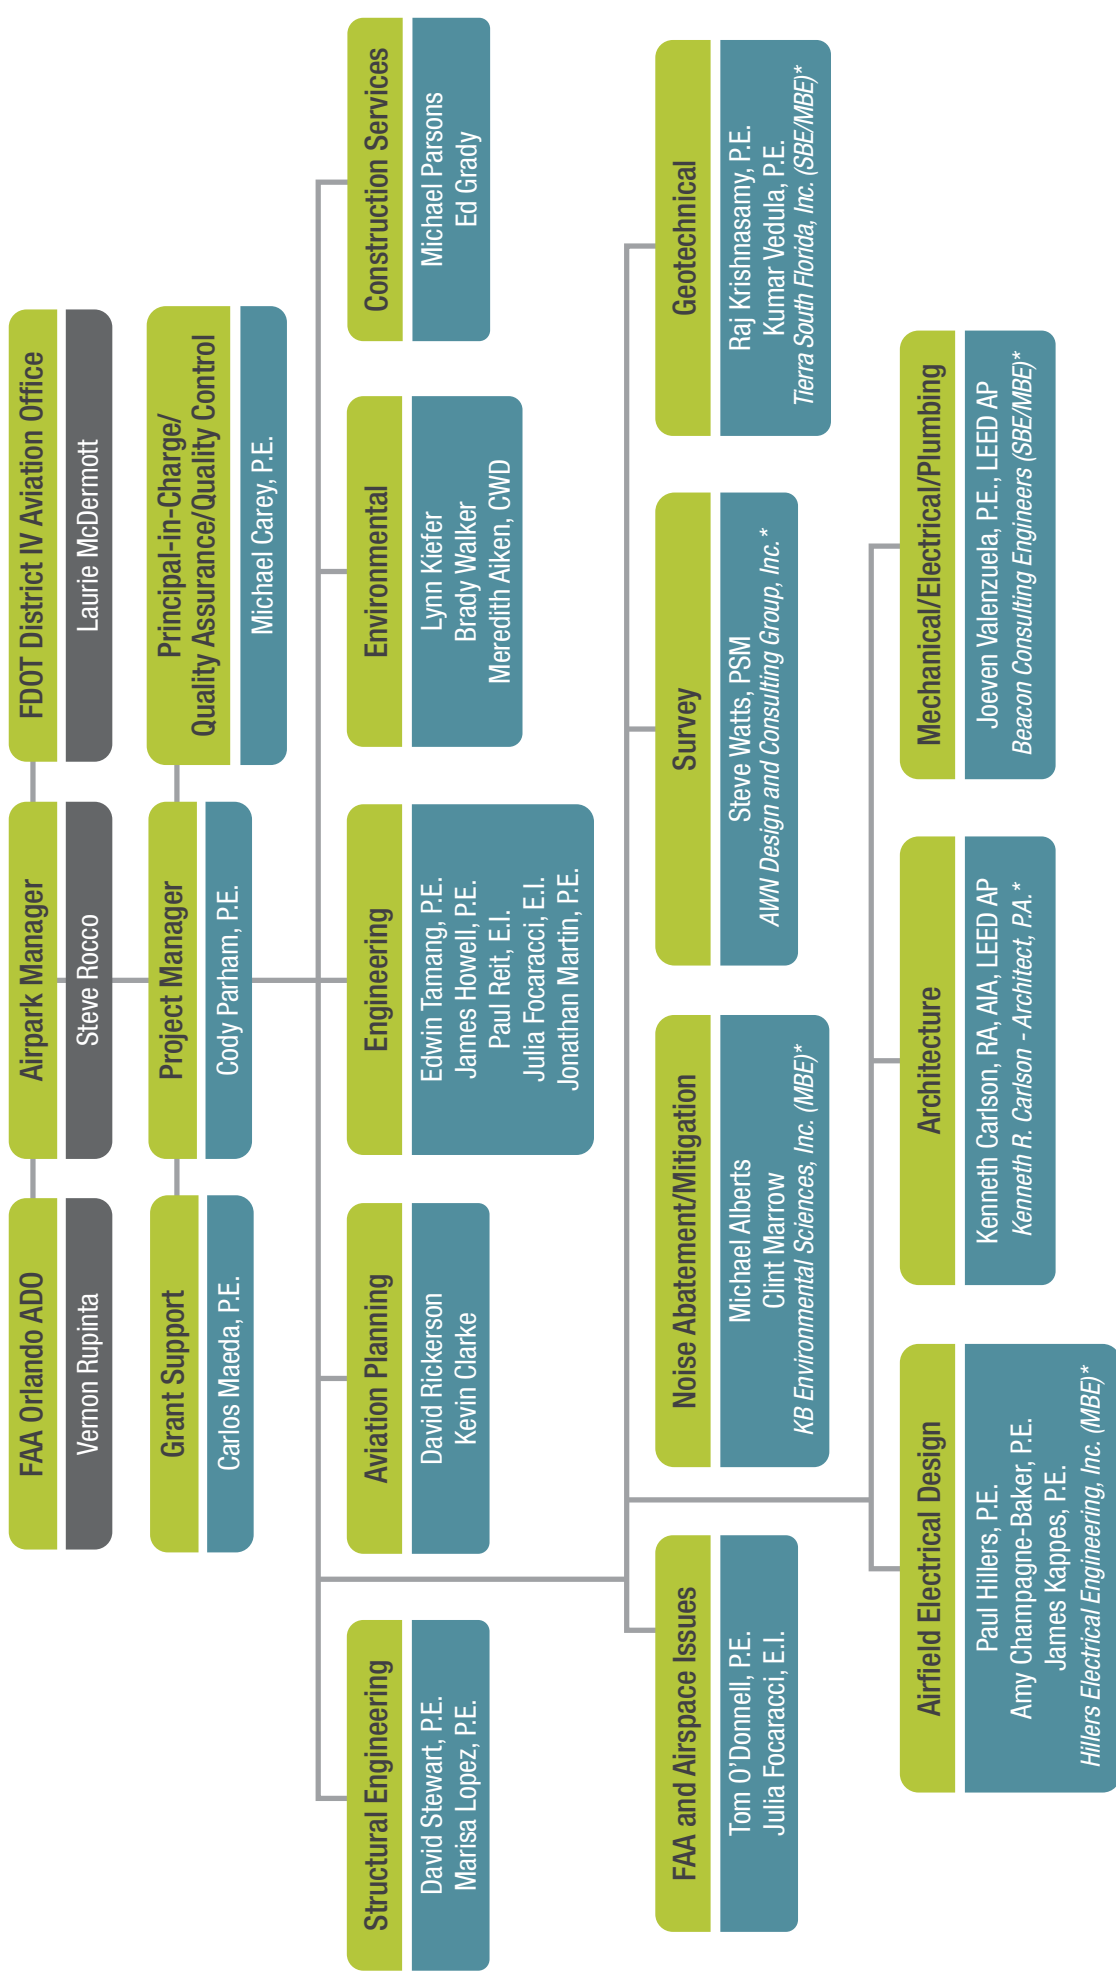 FAA Orlando ADO
Vernon Rupinta
Airpark Manager
Steve Rocco
FDOT District IV Aviation Office
Laurie McDermott
Grant Support
Carlos Maeda, P.E.
Project Manager
Cody Parham, P.E.
Principal-in-Charge/
Quality Assurance/Quality Control
Michael Carey, P.E.
Structural Engineering
David Stewart, P.E.
Marisa Lopez, P.E.
Aviation Planning
David Rickerson
Kevin Clarke
Engineering
Edwin Tamang, P.E.
James Howell, P.E.
Paul Reit, E.I.
Julia Focaracci, E.I.
Jonathan Martin, P.E.
Environmental
Lynn Kiefer
Brady Walker
Meredith Aiken, CWD
Construction Services
Michael Parsons
Ed Grady
FAA and Airspace Issues
Tom O'Donnell, P.E.
Julia Focaracci, E.I.
Noise Abatement/Mitigation
Michael Alberts
Clint Marrow
KB Environmental Sciences, Inc. (MBE)*
Survey
Steve Watts, PSM
AWN Design and Consulting Group, Inc.*
Geotechnical
Raj Krishnasamy, P.E.
Kumar Vedula, P.E.
Tierra South Florida, Inc. (SBE/MBE)*
Airfield Electrical Design
Paul Hillers, P.E.
Amy Champagne-Baker, P.E.
James Kappes, P.E.
Hillers Electrical Engineering, Inc. (MBE)*
Architecture
Kenneth Carlson, RA, AIA, LEED AP
Kenneth R. Carlson - Architect, P.A.*
Mechanical/Electrical/Plumbing
Joeven Valenzuela, P.E., LEED AP
Beacon Consulting Engineers (SBE/MBE)*